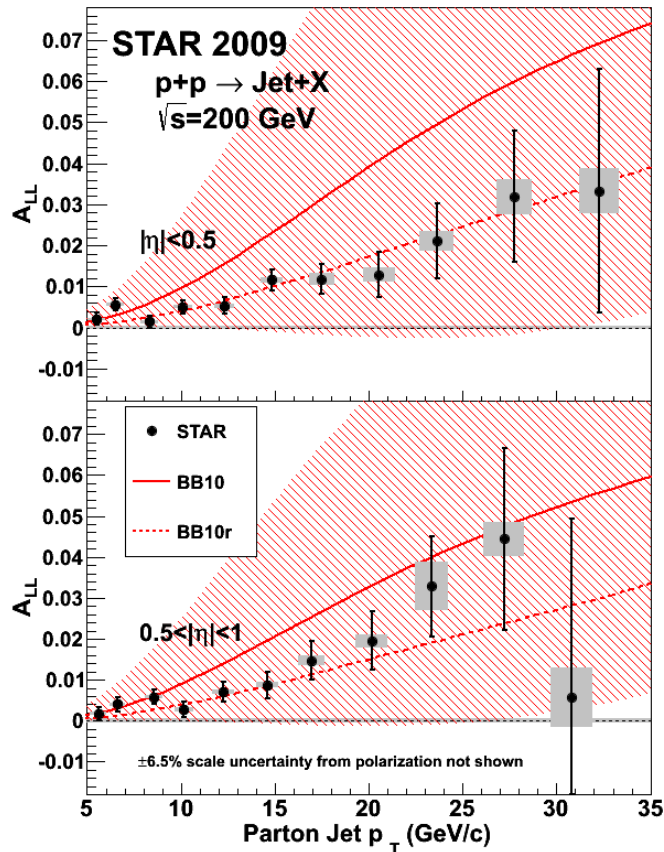 STAR 2009
p+p → Jet+X
√s=200 GeV
|η|<0.5
A_LL
0.07
0.06
0.05
0.04
0.03
0.02
0.01
0
-0.01
STAR
BB10
BB10r
0.5<|η|<1
A_LL
0.07
0.06
0.05
0.04
0.03
0.02
0.01
0
-0.01
±6.5% scale uncertainty from polarization not shown
5 10 15 20 25 30 35
Parton Jet p_T (GeV/c)